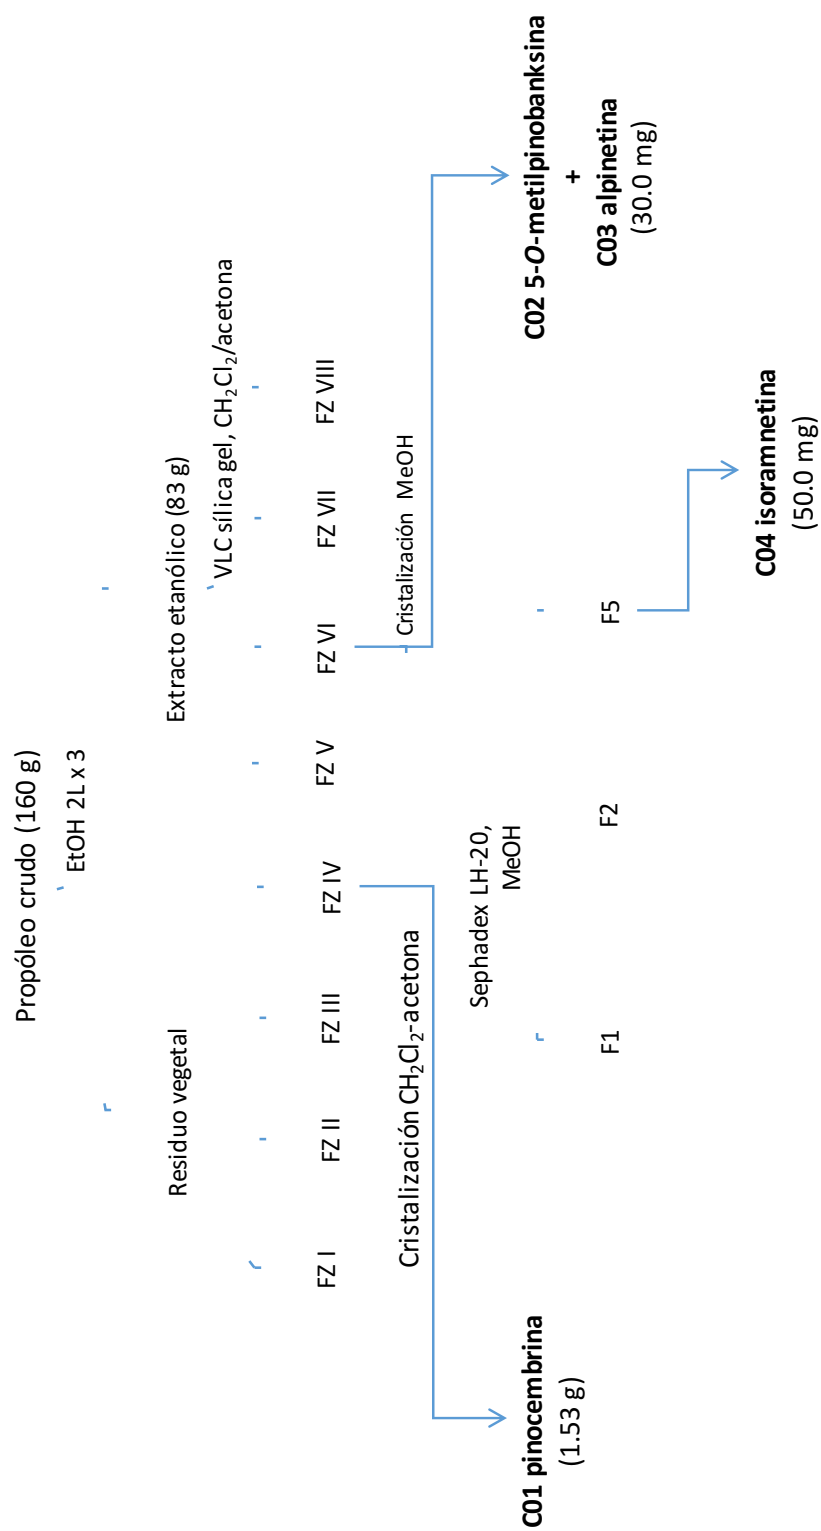 Propóleo crudo (160 g)
EtOH 2L x 3
Residuo vegetal
Extracto etanólico (83 g)
VLC sílica gel, CH₂Cl₂/acetona
FZ I
FZ II
FZ III
FZ IV
FZ V
FZ VI
FZ VII
FZ VIII
Cristalización CH₂Cl₂-acetona
Cristalización MeOH
Sephadex LH-20,
MeOH
C01 pinocembrina
(1.53 g)
C02 5-O-metilpinobanksina
+
C03 alpinetina
(30.0 mg)
F1
F2
F5
C04 isoramnetina
(50.0 mg)